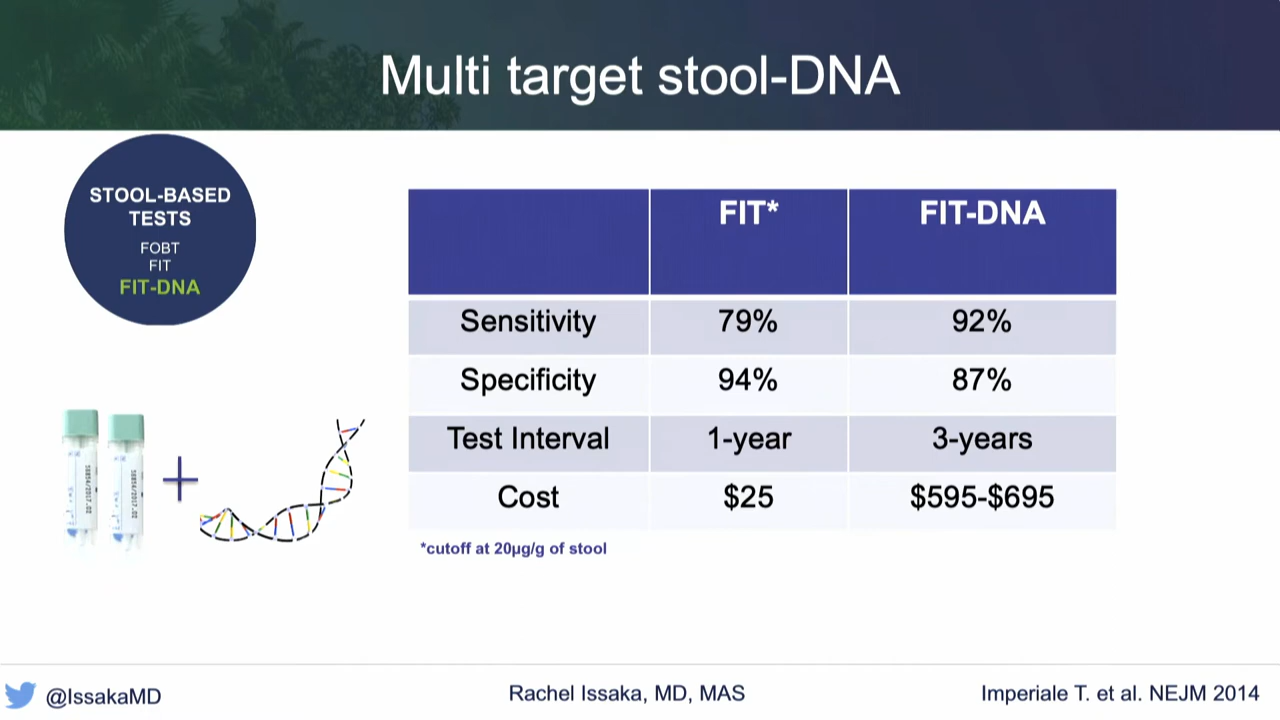 Multi target stool-DNA
STOOL-BASED
TESTS
FOBT
FIT
FIT-DNA
FIT* FIT-DNA
Sensitivity 79% 92%
Specificity 94% 87%
Test Interval 1-year 3-years
Cost $25 $595-$695
*cutoff at 20µg/g of stool
@IssakaMD Rachel Issaka, MD, MAS Imperiale T. et al. NEJM 2014